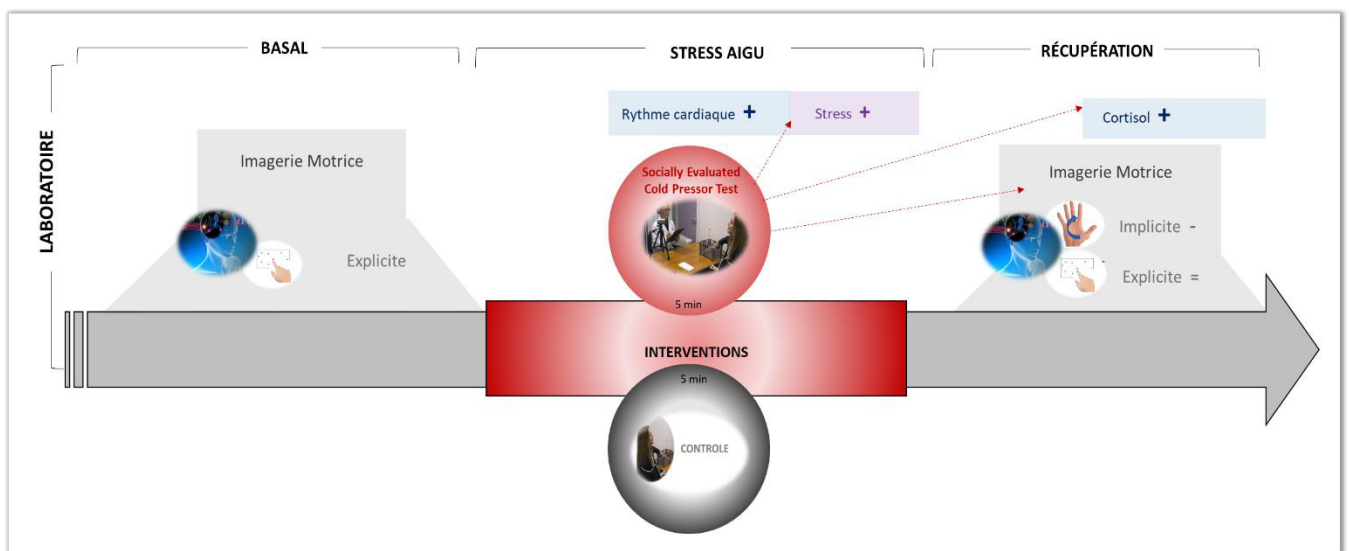 BASAL
STRESS AIGU
RÉCUPÉRATION
LABORATOIRE
Rythme cardiaque +
Stress +
Cortisol +
Imagerie Motrice
Explicite
Socially Evaluated
Cold Pressor Test
5 min
Imagerie Motrice
Implicite -
Explicite =
INTERVENTIONS
5 min
CONTROLE